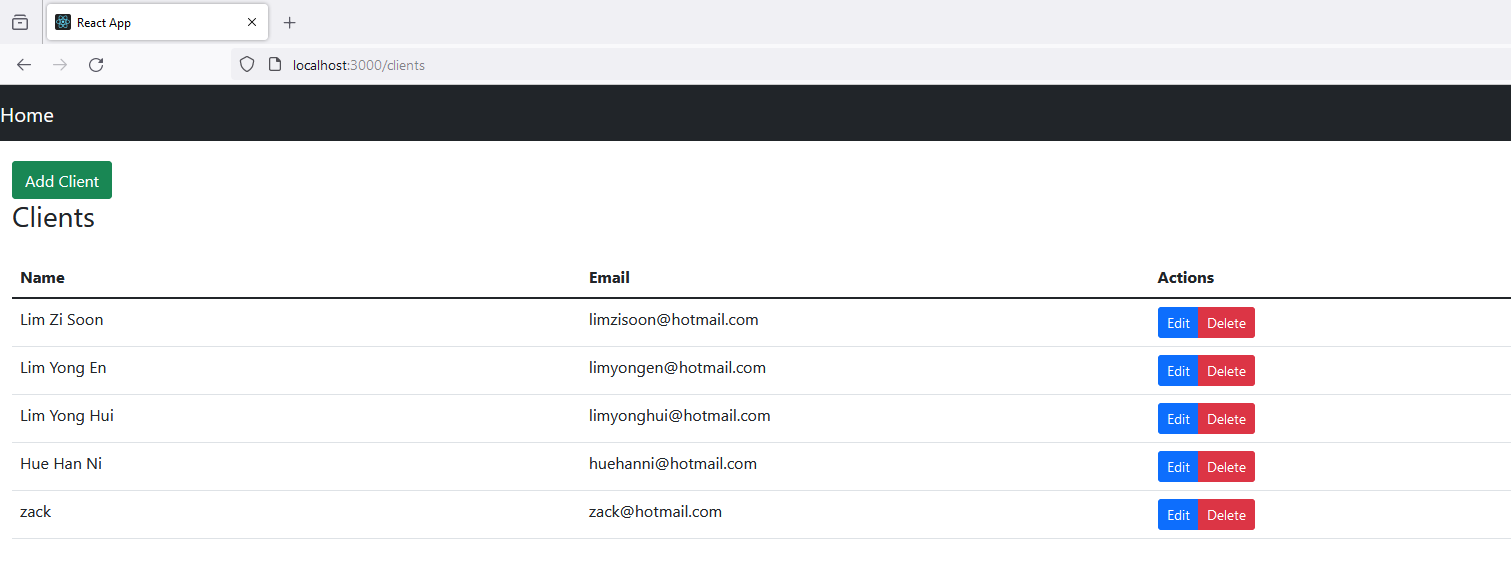 React App
localhost:3000/clients
Home
Add Client
Clients
Name Email Actions
Lim Zi Soon limzisoon@hotmail.com Edit Delete
Lim Yong En limyongen@hotmail.com Edit Delete
Lim Yong Hui limyonghui@hotmail.com Edit Delete
Hue Han Ni huehanni@hotmail.com Edit Delete
zack zack@hotmail.com Edit Delete